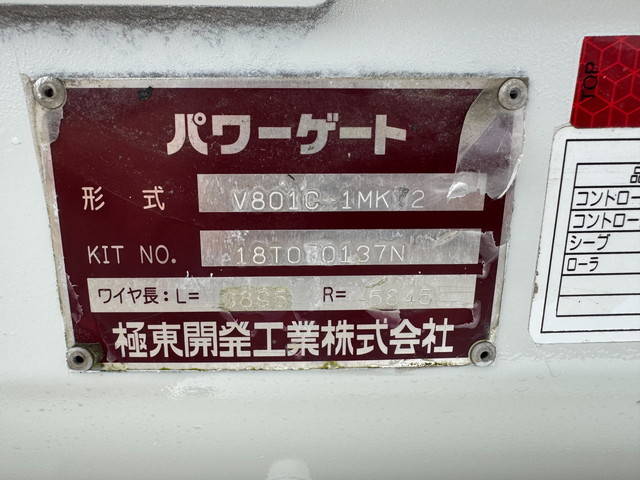 パワーゲート
形式 V801C
KIT NO.
ワイヤ長:L= R=
極東開発工業株式会社
TOP
コントロー
コントロー
シーブ
ローラ